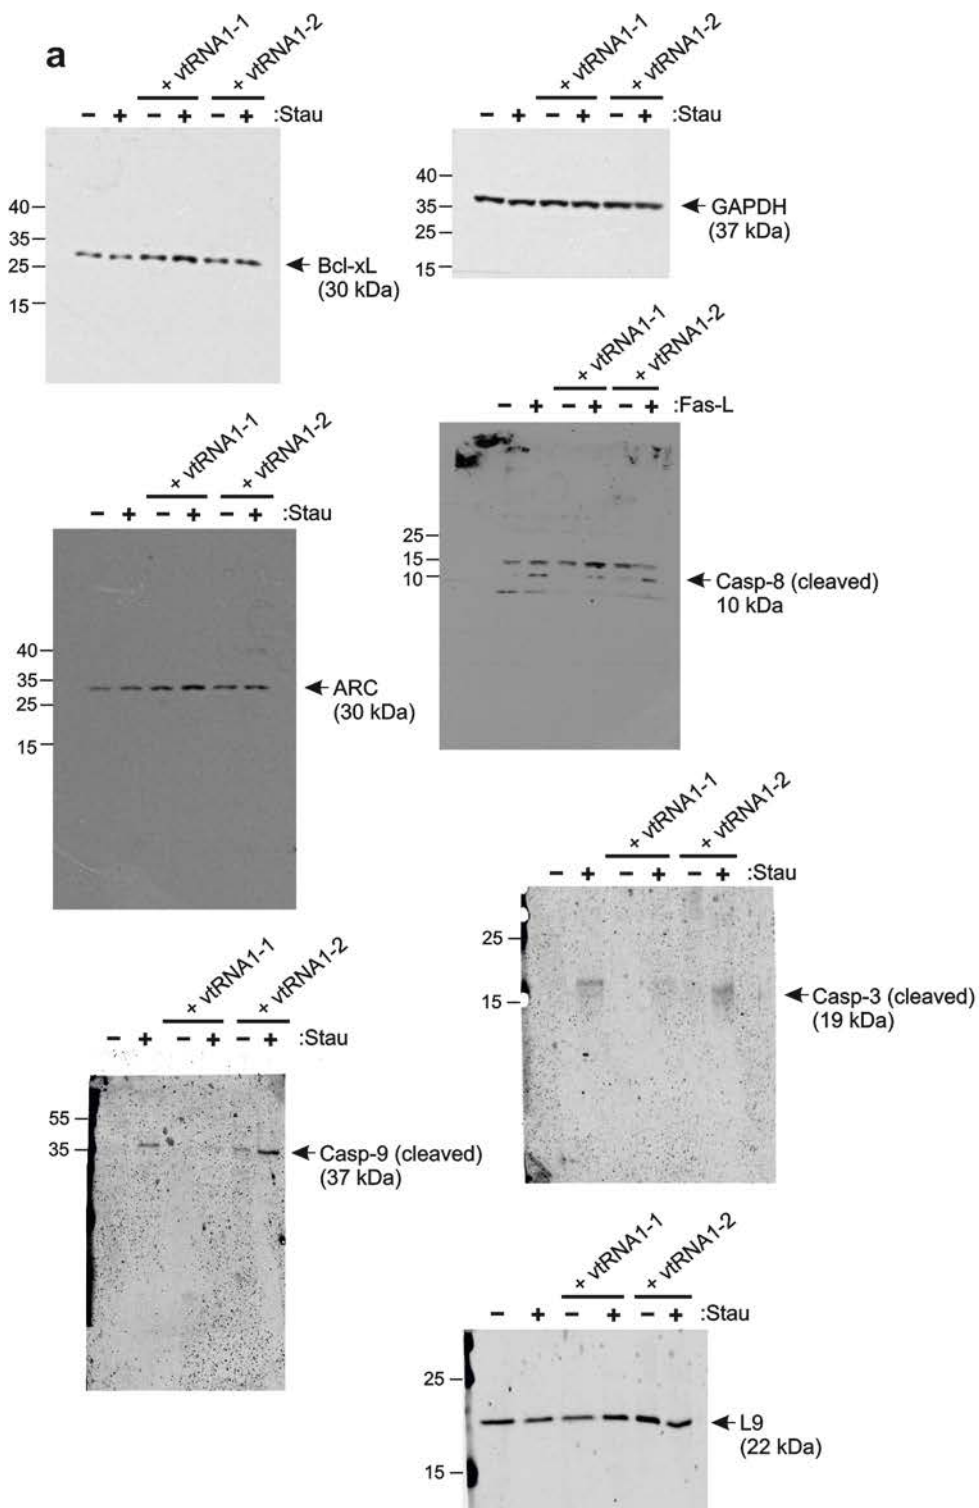 a
+ vtRNA1-1
+ vtRNA1-2
− + − + − + :Stau
40
35
25
15
Bcl-xL
(30 kDa)
+ vtRNA1-1
+ vtRNA1-2
− + − + − + :Stau
40
35
25
15
GAPDH
(37 kDa)
+ vtRNA1-1
+ vtRNA1-2
− + − + − + :Fas-L
25
15
10
Casp-8 (cleaved)
10 kDa
+ vtRNA1-1
+ vtRNA1-2
− + − + − + :Stau
40
35
25
15
ARC
(30 kDa)
+ vtRNA1-1
+ vtRNA1-2
− + − + − + :Stau
25
15
Casp-3 (cleaved)
(19 kDa)
+ vtRNA1-1
+ vtRNA1-2
− + − + − + :Stau
55
35
Casp-9 (cleaved)
(37 kDa)
+ vtRNA1-1
+ vtRNA1-2
− + − + − + :Stau
25
15
L9
(22 kDa)